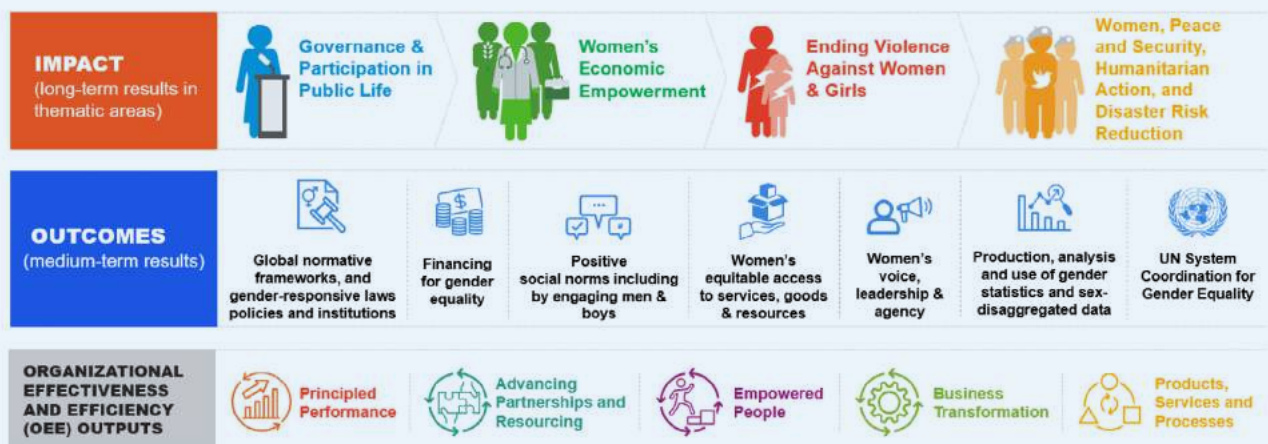 IMPACT
(long-term results in
thematic areas)
Governance &
Participation in
Public Life
Women's
Economic
Empowerment
Ending Violence
Against Women
& Girls
Women, Peace
and Security,
Humanitarian
Action, and
Disaster Risk
Reduction
OUTCOMES
(medium-term results)
Global normative
frameworks, and
gender-responsive laws
policies and institutions
$
Financing
for gender
equality
Positive
social norms including
by engaging men &
boys
Women's
equitable access
to services, goods
& resources
Women's
voice,
leadership &
agency
Production, analysis
and use of gender
statistics and sex-
disaggregated data
UN System
Coordination for
Gender Equality
ORGANIZATIONAL
EFFECTIVENESS
AND EFFICIENCY
(OEE) OUTPUTS
Principled
Performance
Advancing
Partnerships and
Resourcing
Empowered
People
Business
Transformation
Products,
Services and
Processes